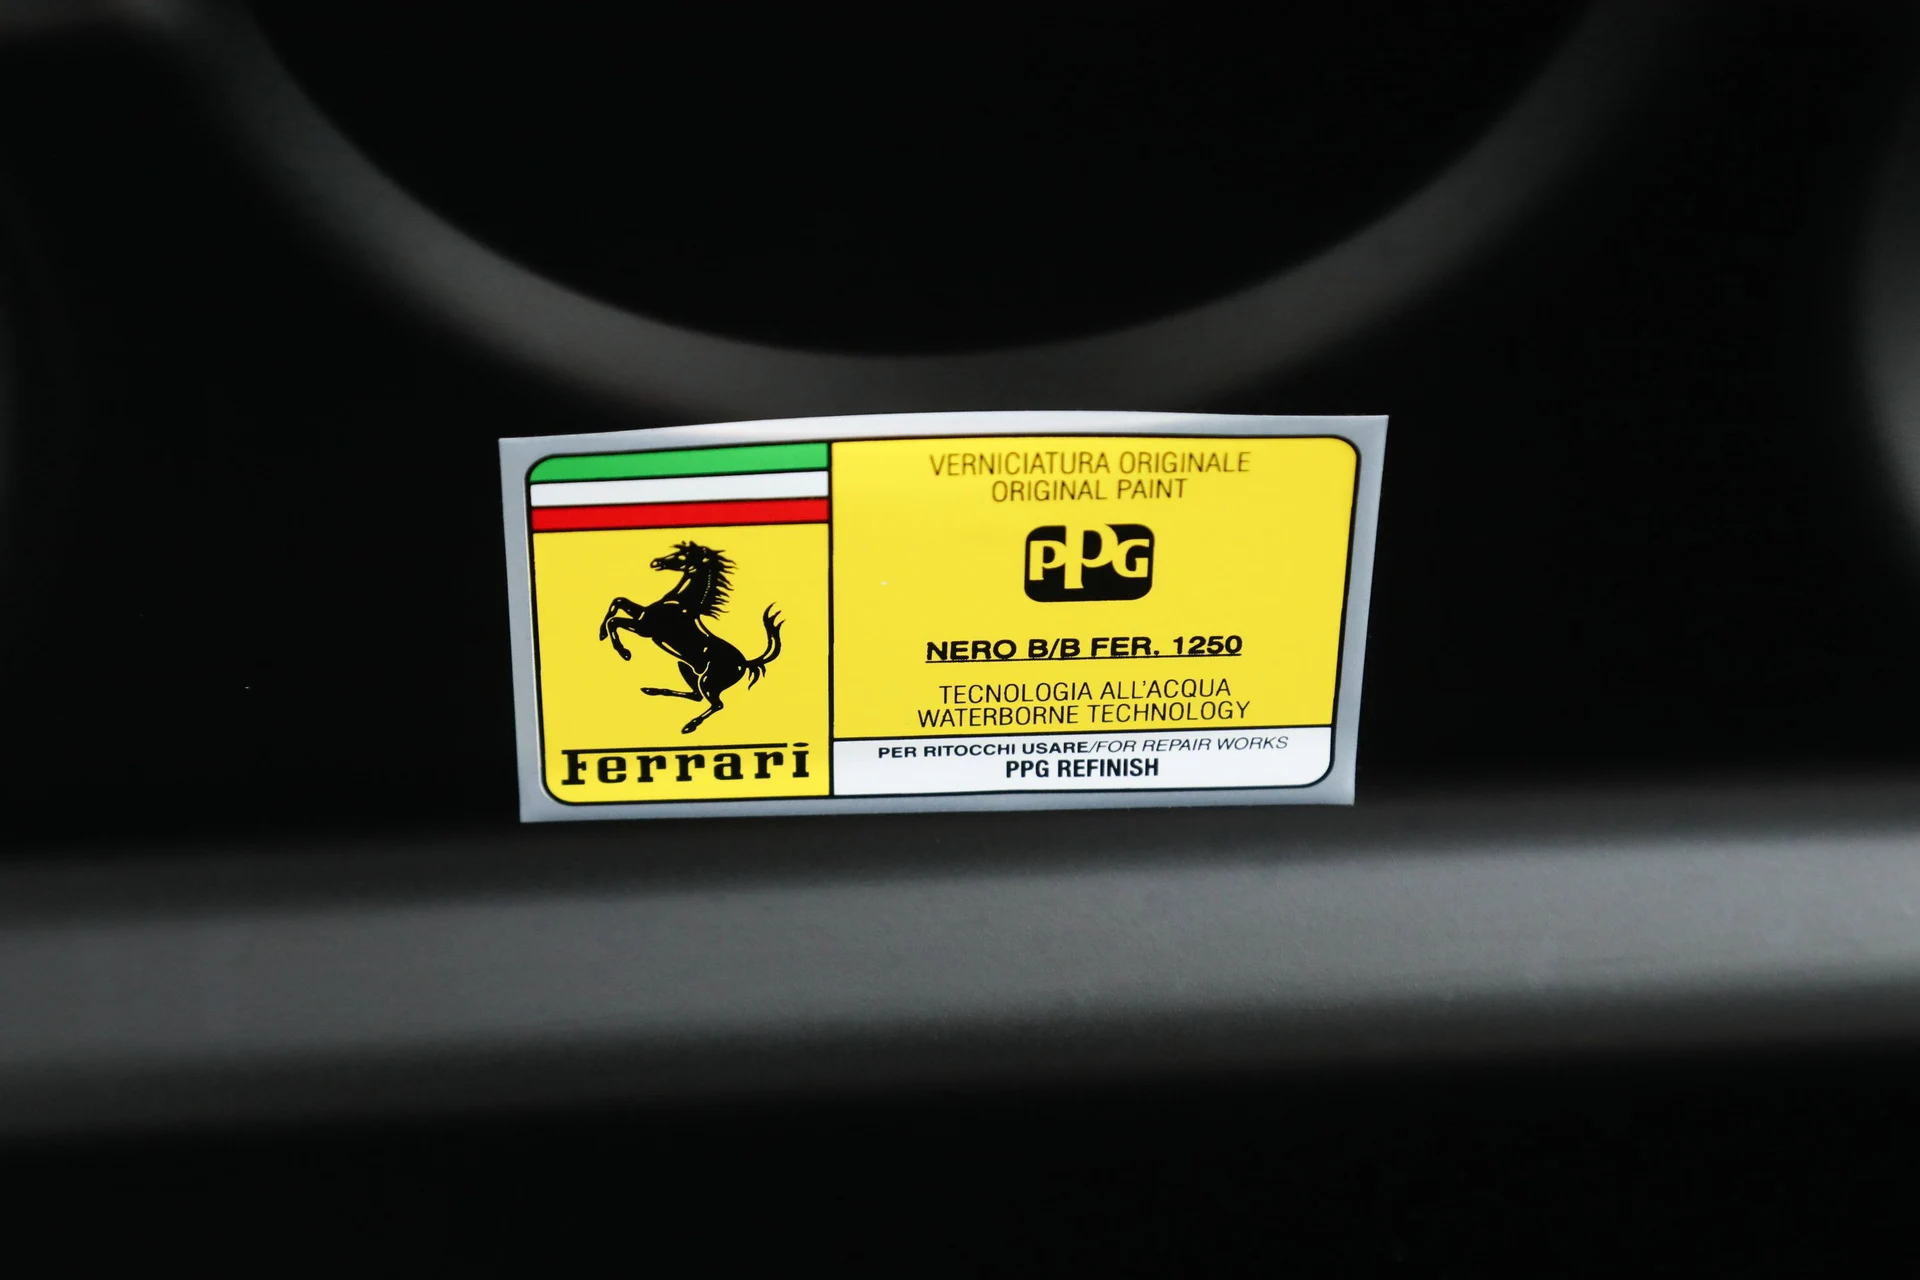 Ferrari
VERNICIATURA ORIGINALE
ORIGINAL PAINT
PPG
NERO B/B FER. 1250
TECNOLOGIA ALL'ACQUA
WATERBORNE TECHNOLOGY
PER RITOCCHI USARE/FOR REPAIR WORKS
PPG REFINISH